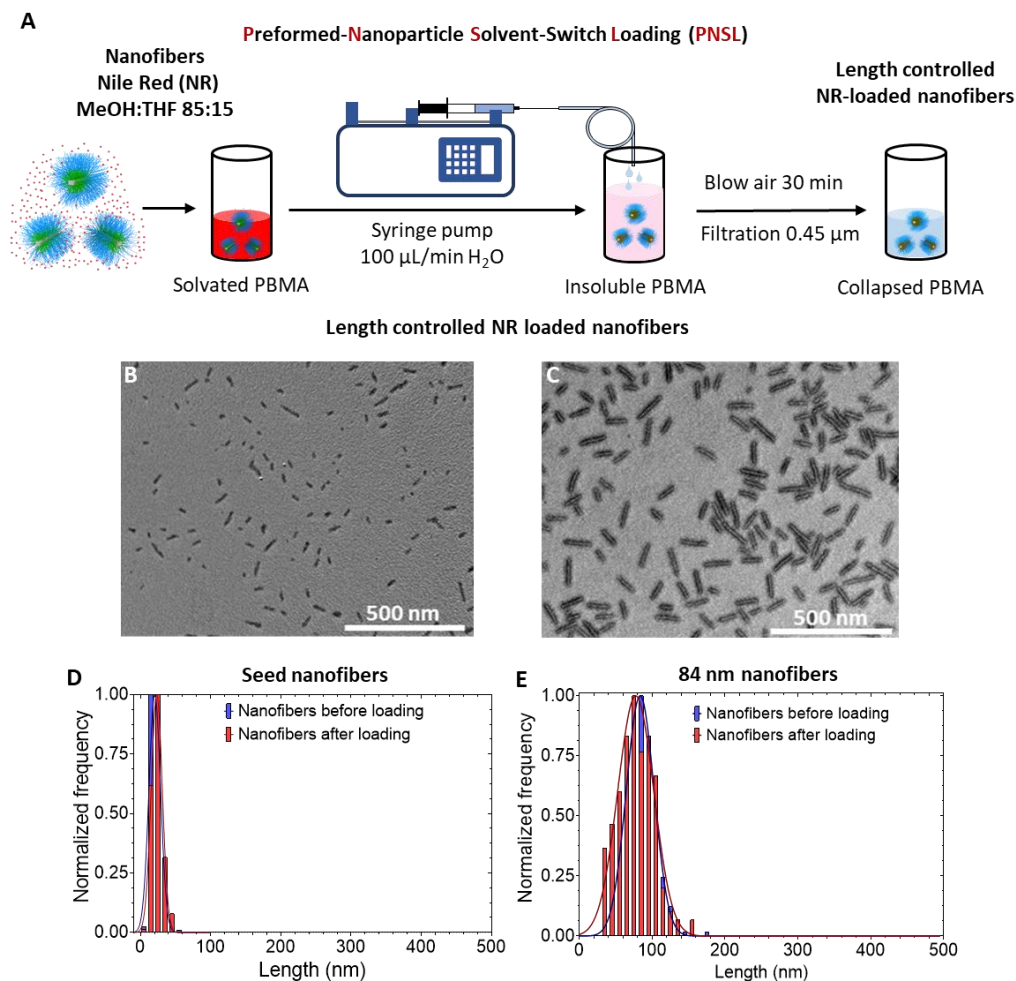 A
Preformed-Nanoparticle Solvent-Switch Loading (PNSL)
Nanofibers
Nile Red (NR)
MeOH:THF 85:15
Length controlled
NR-loaded nanofibers
Syringe pump
100 µL/min H₂O
Blow air 30 min
Filtration 0.45 µm
Solvated PBMA
Insoluble PBMA
Collapsed PBMA
Length controlled NR loaded nanofibers
B
500 nm
C
500 nm
D
Seed nanofibers
Nanofibers before loading
Nanofibers after loading
Normalized frequency
1.00
0.75
0.50
0.25
0.00
0
100
200
300
400
500
Length (nm)
E
84 nm nanofibers
Nanofibers before loading
Nanofibers after loading
Normalized frequency
1.00
0.75
0.50
0.25
0.00
0
100
200
300
400
500
Length (nm)